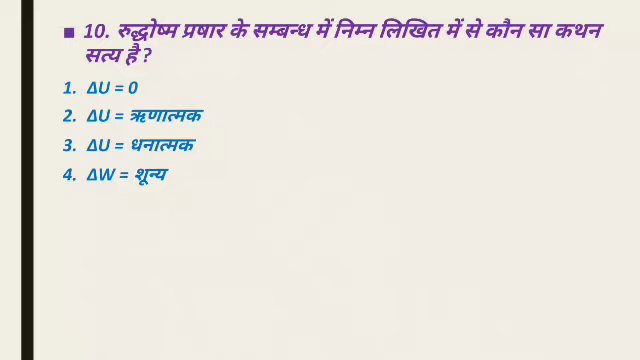 10. रुद्धोष्म प्रषार के सम्बन्ध में निम्न लिखित में से कौन सा कथन
सत्य है ?
1. ΔU = 0
2. ΔU = ऋणात्मक
3. ΔU = धनात्मक
4. ΔW = शून्य